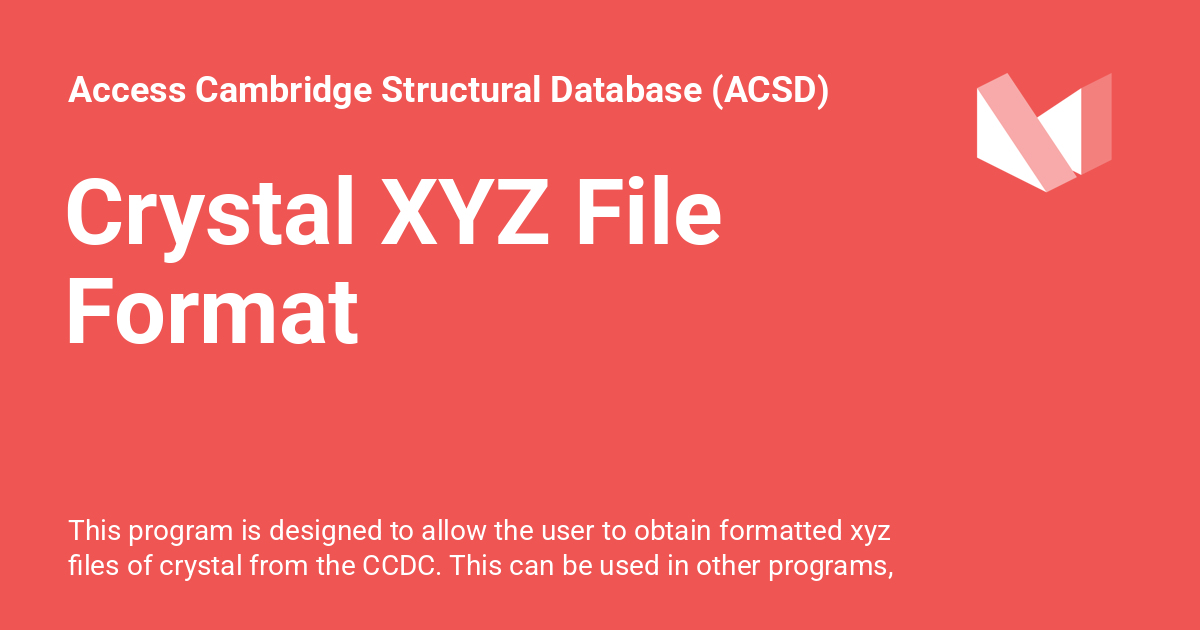 Access Cambridge Structural Database (ACSD)
Crystal XYZ File
Format
This program is designed to allow the user to obtain formatted xyz
files of crystal from the CCDC. This can be used in other programs,